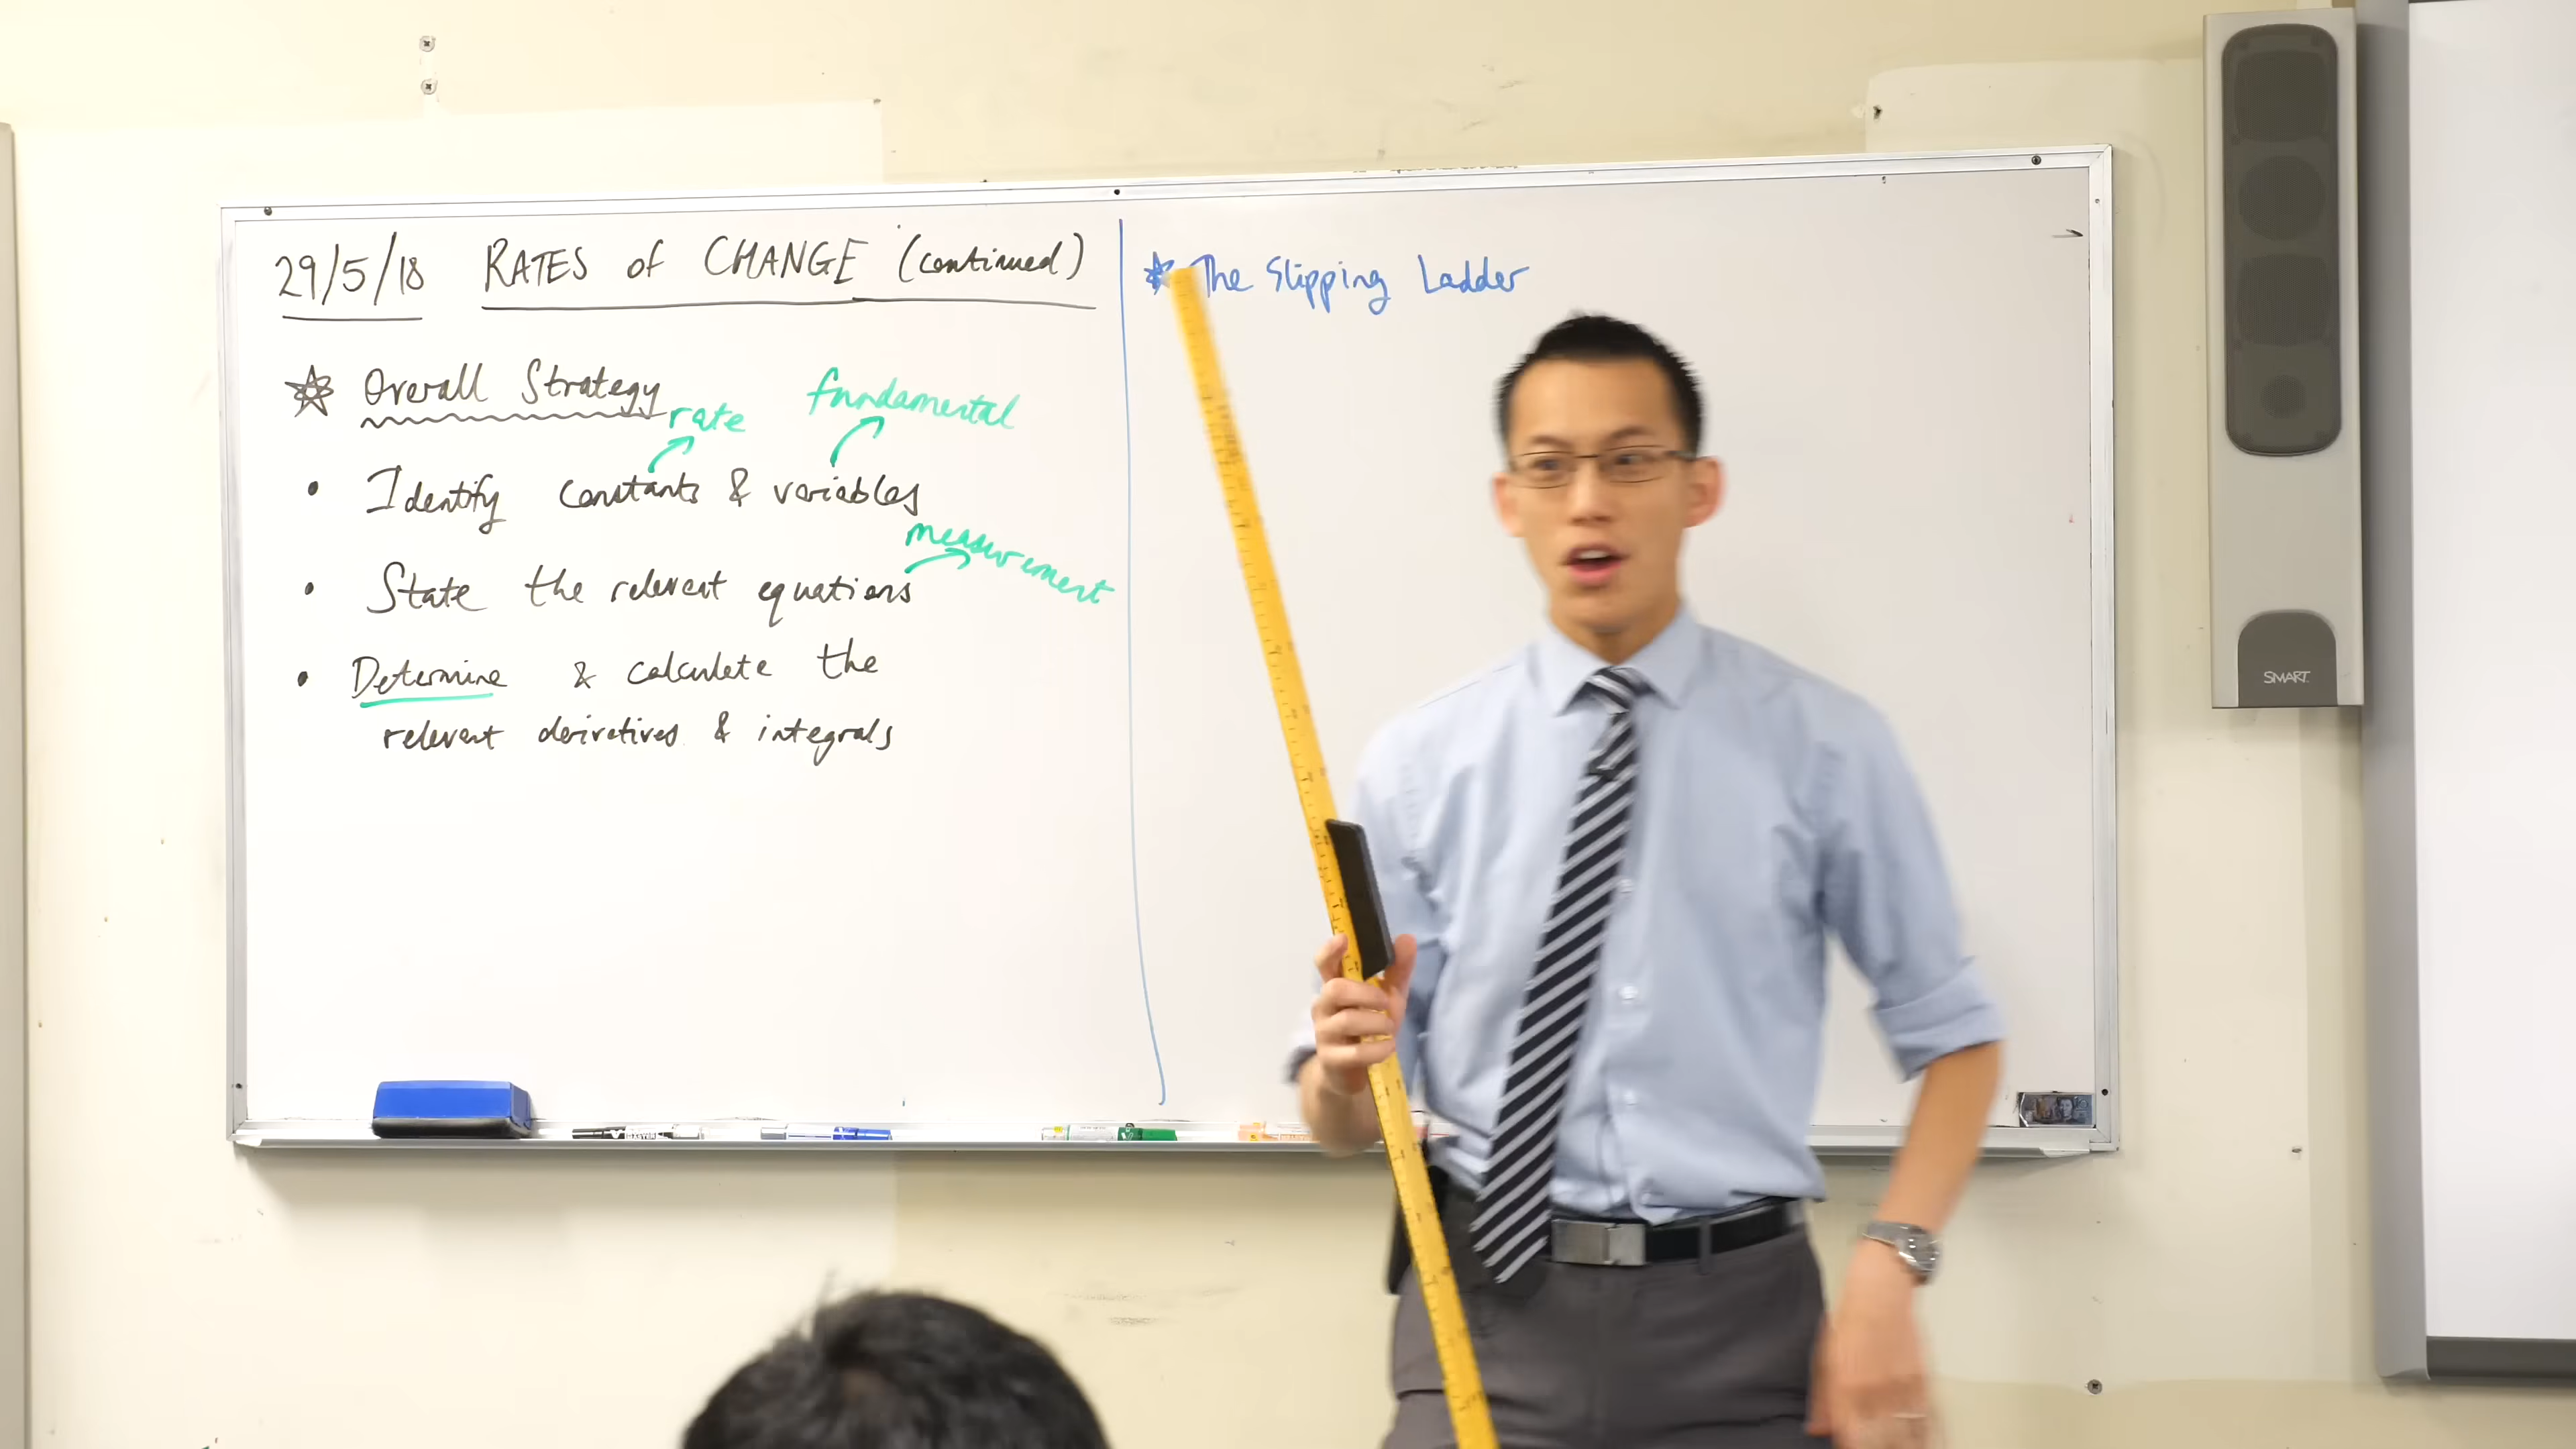 29/5/18 RATES of CHANGE (continued)
Overall Strategy
rate
fundamental
• Identify constants & variables
measurement
• State the relevant equations
• Determine & calculate the
relevant derivatives & integrals
The Slipping Ladder
SMART